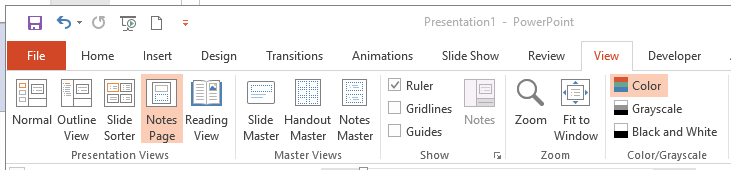 Presentation1 - PowerPoint
File Home Insert Design Transitions Animations Slide Show Review View Developer
Normal Outline View Slide Sorter Notes Page Reading View
Presentation Views
Slide Master Handout Master Notes Master
Master Views
Ruler
Gridlines
Guides
Notes
Show
Zoom Fit to Window
Zoom
Color
Grayscale
Black and White
Color/Grayscale